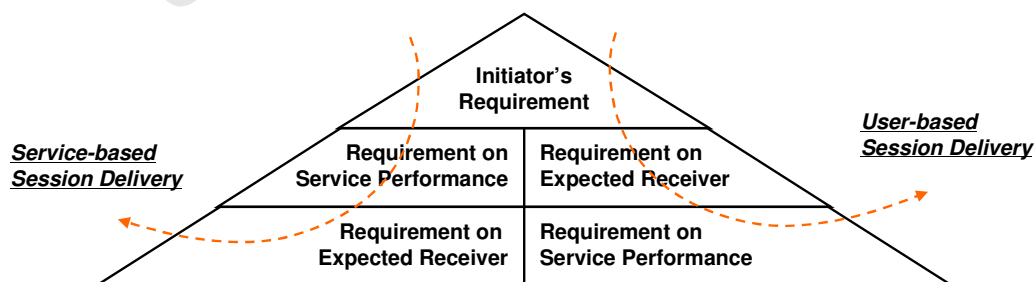 Initiator's
Requirement
Service-based
Session Delivery
Requirement on
Service Performance
Requirement on
Expected Receiver
User-based
Session Delivery
Requirement on
Expected Receiver
Requirement on
Service Performance